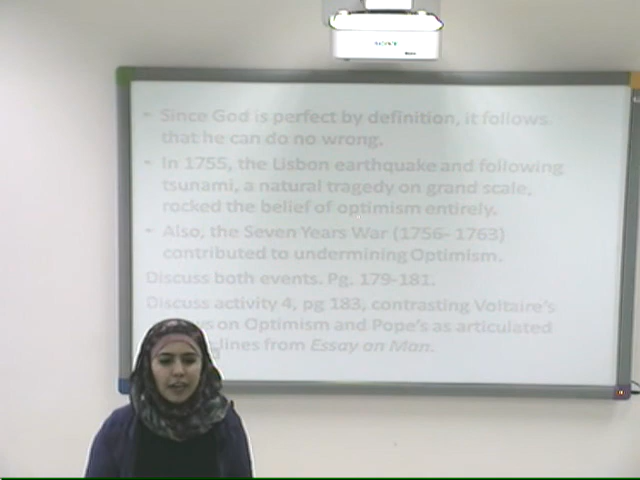 SONY
• Since God is perfect by definition, it follows
that he can do no wrong.
• In 1755, the Lisbon earthquake and following
tsunami, a natural tragedy on grand scale,
rocked the belief of optimism entirely.
• Also, the Seven Years War (1756- 1763)
contributed to undermining Optimism.
Discuss both events. Pg. 179-181.
Discuss activity 4, pg 183, contrasting Voltaire's
on Optimism and Pope's as articulated
lines from Essay on Man.